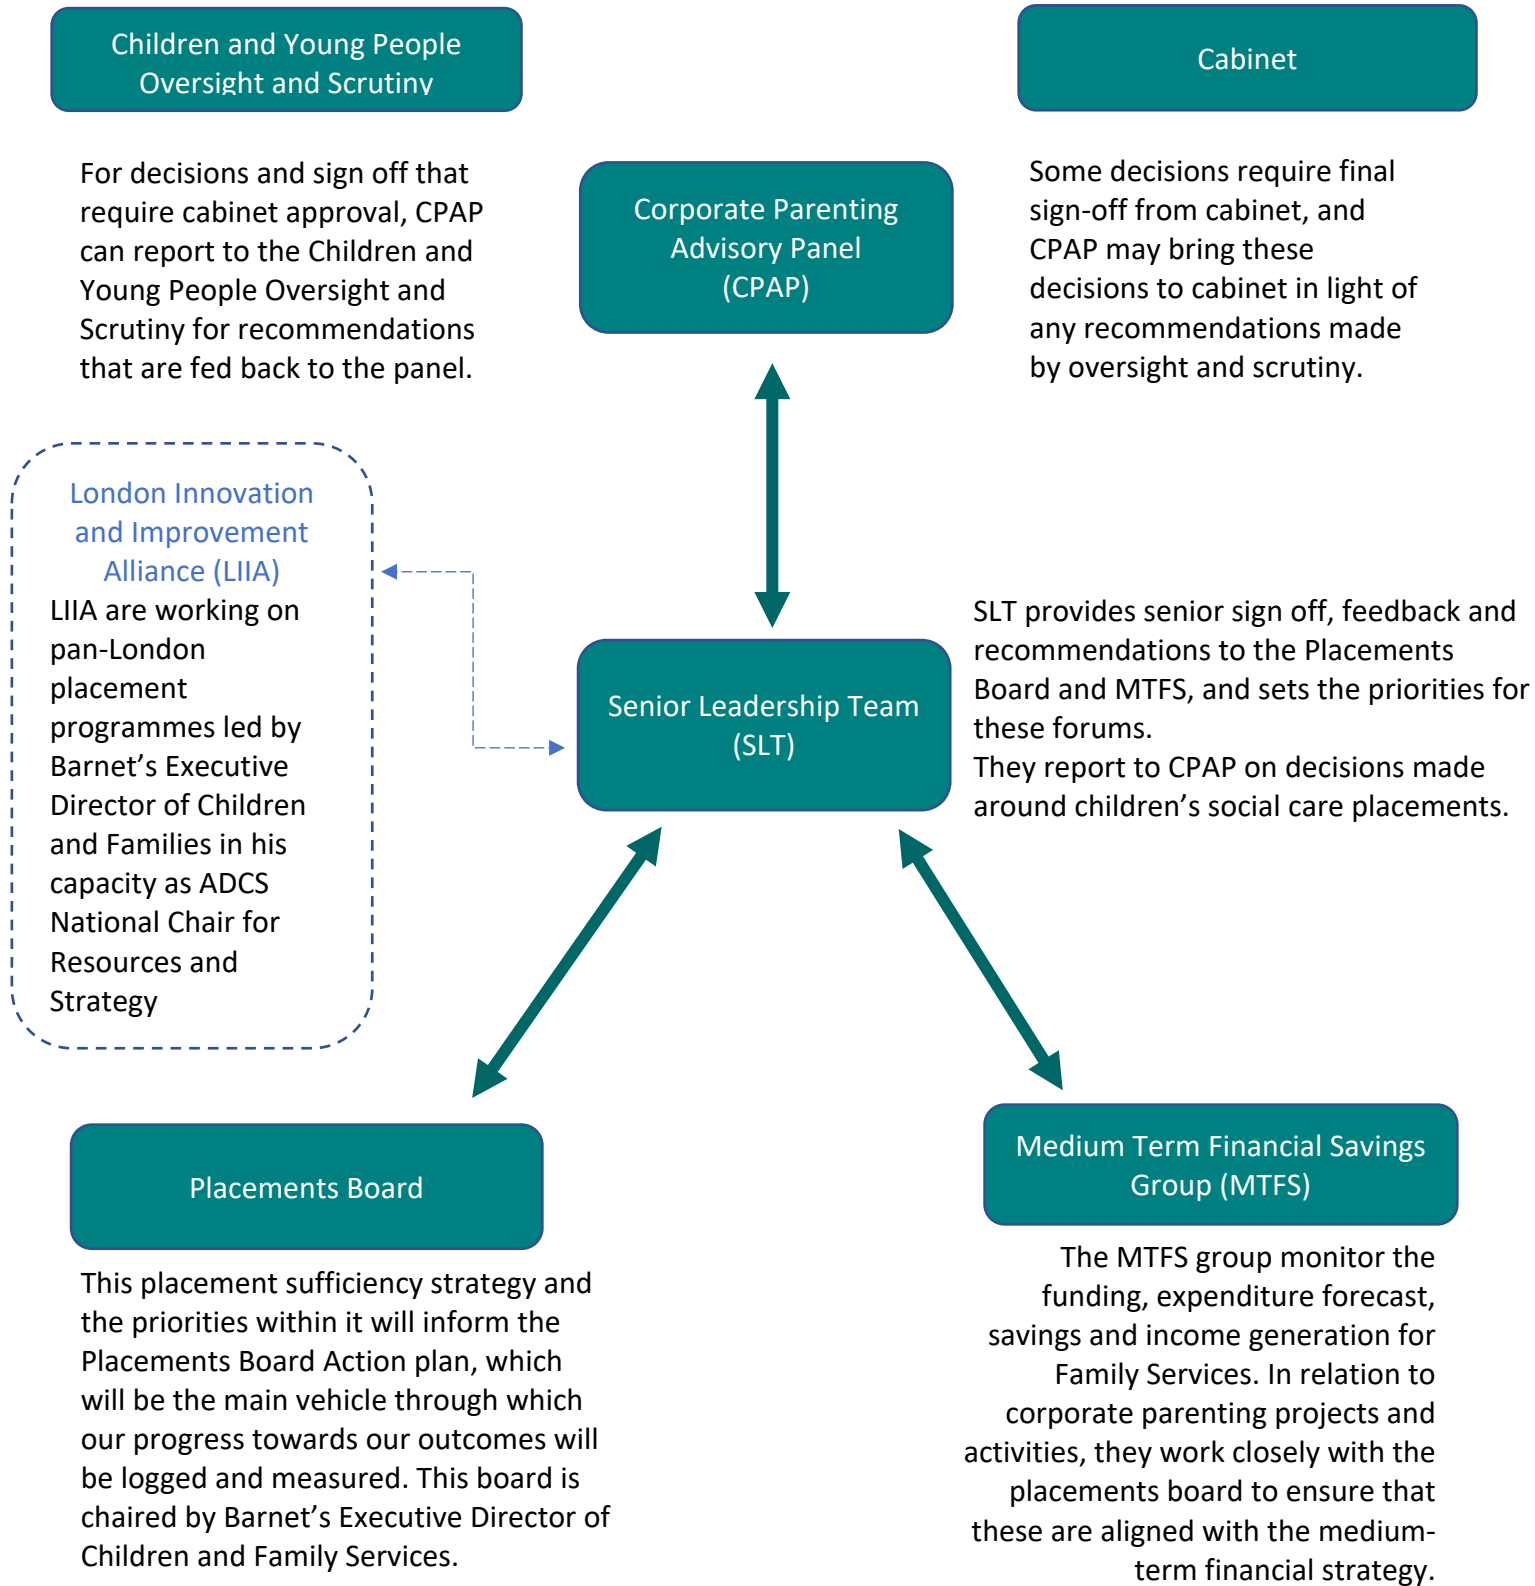 Children and Young People
Oversight and Scrutiny
Cabinet
For decisions and sign off that
require cabinet approval, CPAP
can report to the Children and
Young People Oversight and
Scrutiny for recommendations
that are fed back to the panel.
Corporate Parenting
Advisory Panel
(CPAP)
Some decisions require final
sign-off from cabinet, and
CPAP may bring these
decisions to cabinet in light of
any recommendations made
by oversight and scrutiny.
London Innovation
and Improvement
Alliance (LIIA)
LIIA are working on
pan-London
placement
programmes led by
Barnet’s Executive
Director of Children
and Families in his
capacity as ADCS
National Chair for
Resources and
Strategy
Senior Leadership Team
(SLT)
SLT provides senior sign off, feedback and
recommendations to the Placements
Board and MTFS, and sets the priorities for
these forums.
They report to CPAP on decisions made
around children’s social care placements.
Placements Board
This placement sufficiency strategy and
the priorities within it will inform the
Placements Board Action plan, which
will be the main vehicle through which
our progress towards our outcomes will
be logged and measured. This board is
chaired by Barnet’s Executive Director of
Children and Family Services.
Medium Term Financial Savings
Group (MTFS)
The MTFS group monitor the
funding, expenditure forecast,
savings and income generation for
Family Services. In relation to
corporate parenting projects and
activities, they work closely with the
placements board to ensure that
these are aligned with the medium-
term financial strategy.